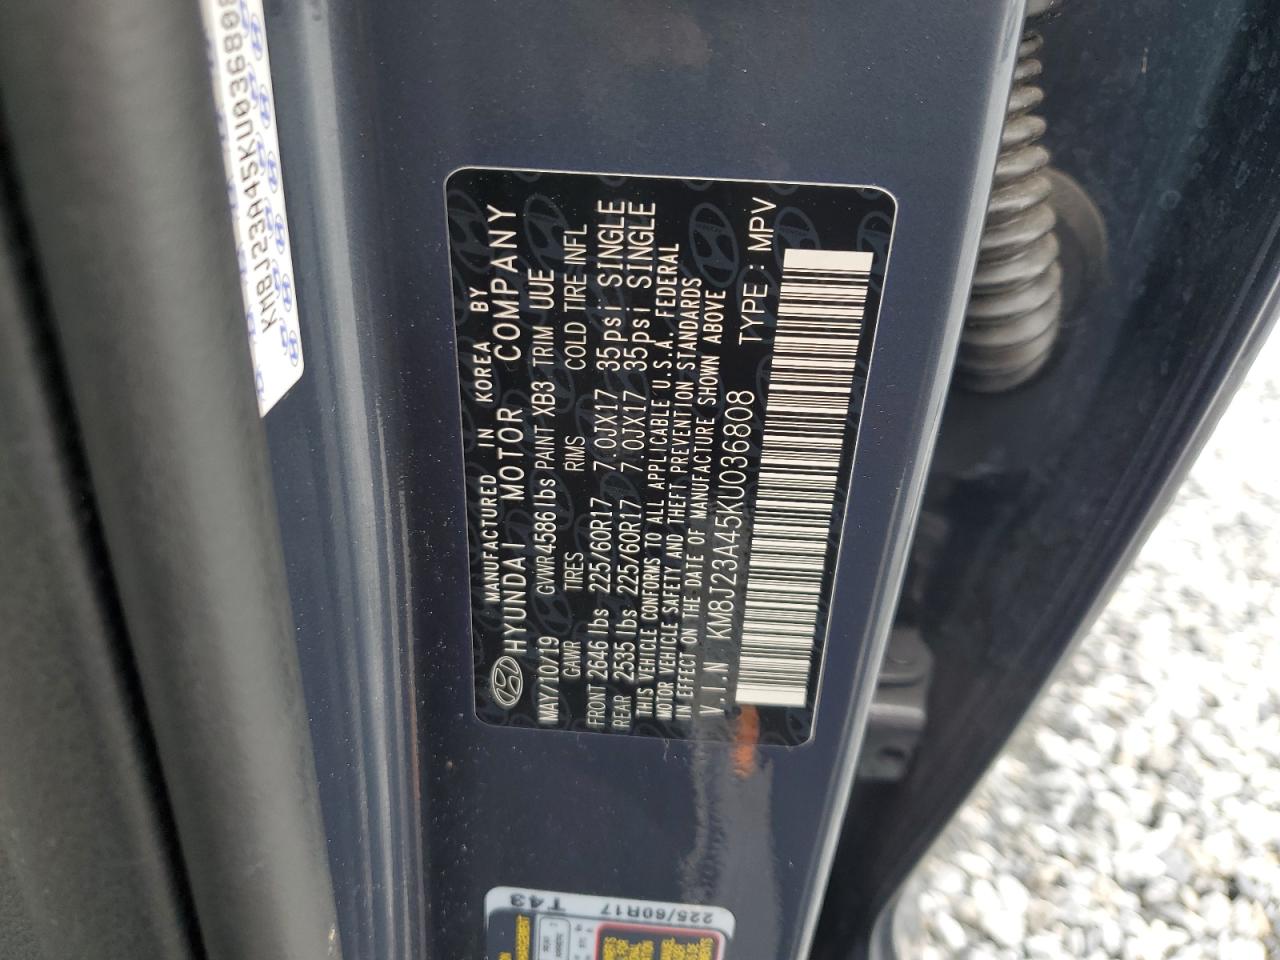 KM8J23A45KU036808
MANUFACTURED IN KOREA BY
HYUNDAI MOTOR COMPANY
MAY/10/19 GVWR 4586 lbs PAINT XB3 TRIM UUE
GAWR TIRES RIMS COLD TIRE INFL
FRONT 2646 lbs 225/60R17 7.0JX17 35psi SINGLE
REAR 2535 lbs 225/60R17 7.0JX17 35psi SINGLE
THIS VEHICLE CONFORMS TO ALL APPLICABLE U.S.A. FEDERAL
MOTOR VEHICLE SAFETY AND THEFT PREVENTION STANDARDS
IN EFFECT ON THE DATE OF MANUFACTURE SHOWN ABOVE
V.I.N KM8J23A45KU036808 TYPE : MPV
T43
225/60R17